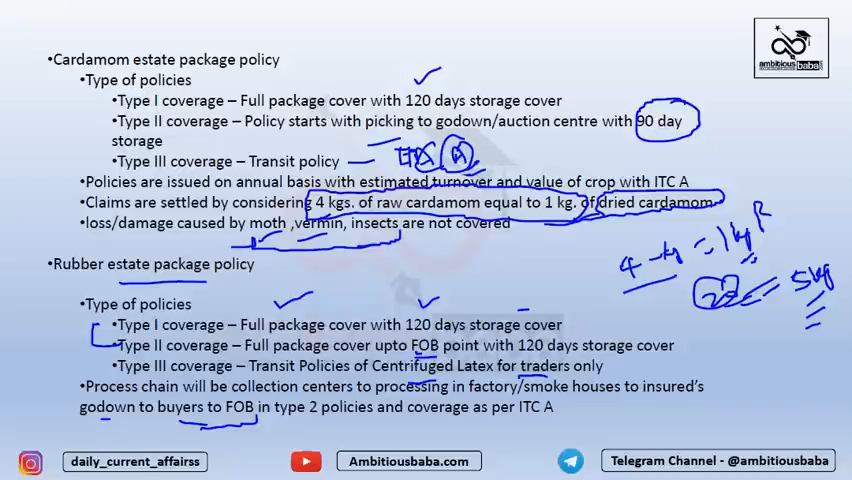 ambitiousbaba
•Cardamom estate package policy
•Type of policies
•Type I coverage – Full package cover with 120 days storage cover
•Type II coverage – Policy starts with picking to godown/auction centre with 90 day
storage
•Type III coverage – Transit policy
•Policies are issued on annual basis with estimated turnover and value of crop with ITC A
•Claims are settled by considering 4 kgs. of raw cardamom equal to 1 kg. of dried cardamom
•loss/damage caused by moth ,vermin, insects are not covered
4 kg = 1 kg
5 kg
•Rubber estate package policy
•Type of policies
•Type I coverage – Full package cover with 120 days storage cover
•Type II coverage – Full package cover upto FOB point with 120 days storage cover
•Type III coverage – Transit Policies of Centrifuged Latex for traders only
•Process chain will be collection centers to processing in factory/smoke houses to insured's
godown to buyers to FOB in type 2 policies and coverage as per ITC A
daily_current_affairss
Ambitiousbaba.com
Telegram Channel - @ambitiousbaba